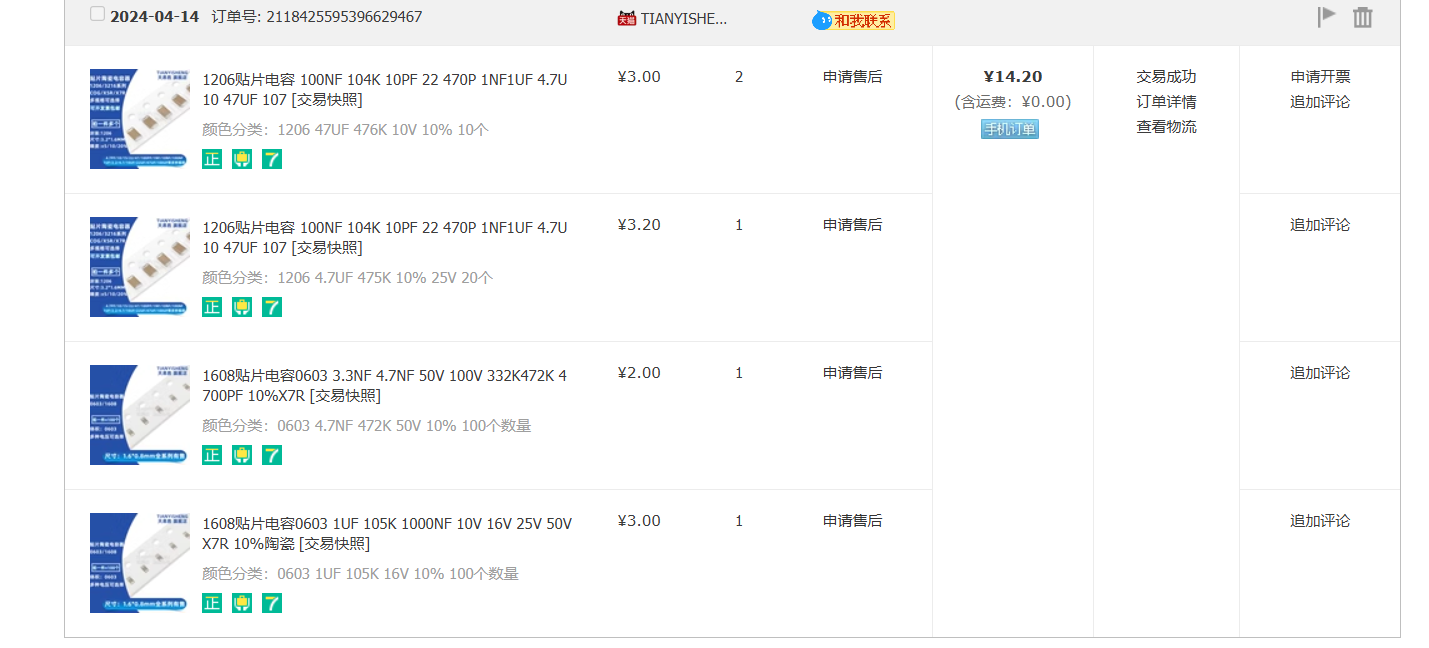 2024-04-14 订单号: 2118425595396629467 天猫 TIANYISHE... 和我联系
1206贴片电容 100NF 104K 10PF 22 470P 1NF1UF 4.7U ¥3.00 2 申请售后 ¥14.20 交易成功 申请开票
10 47UF 107 [交易快照] (含运费：¥0.00) 订单详情 追加评论
颜色分类：1206 47UF 476K 10V 10% 10个 手机订单 查看物流
正 7
1206贴片电容 100NF 104K 10PF 22 470P 1NF1UF 4.7U ¥3.20 1 申请售后 追加评论
10 47UF 107 [交易快照]
颜色分类：1206 4.7UF 475K 10% 25V 20个
正 7
1608贴片电容0603 3.3NF 4.7NF 50V 100V 332K472K 4 ¥2.00 1 申请售后 追加评论
700PF 10%X7R [交易快照]
颜色分类：0603 4.7NF 472K 50V 10% 100个数量
正 7
1608贴片电容0603 1UF 105K 1000NF 10V 16V 25V 50V ¥3.00 1 申请售后 追加评论
X7R 10%陶瓷 [交易快照]
颜色分类：0603 1UF 105K 16V 10% 100个数量
正 7